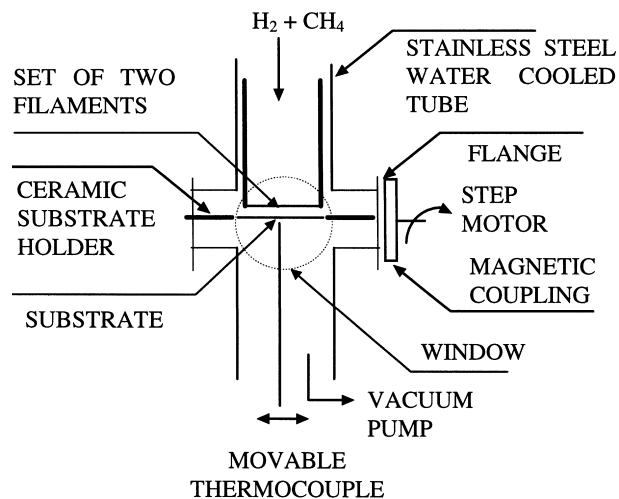 H₂ + CH₄
STAINLESS STEEL
WATER COOLED
TUBE
SET OF TWO
FILAMENTS
FLANGE
CERAMIC
SUBSTRATE
HOLDER
STEP
MOTOR
MAGNETIC
COUPLING
SUBSTRATE
WINDOW
VACUUM
PUMP
MOVABLE
THERMOCOUPLE